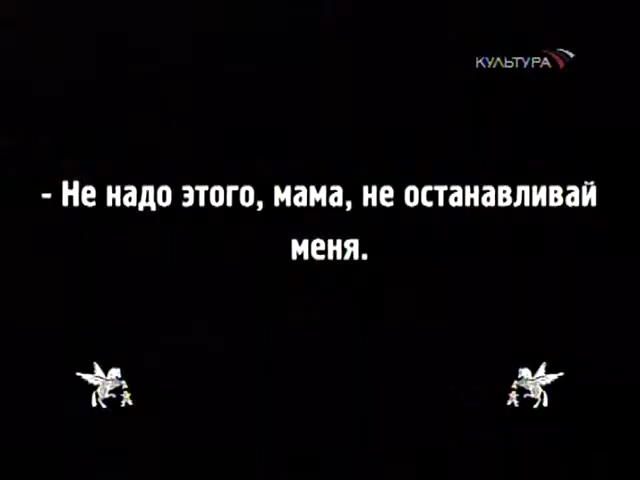 КУЛЬТУРА
- Не надо этого, мама, не останавливай
меня.